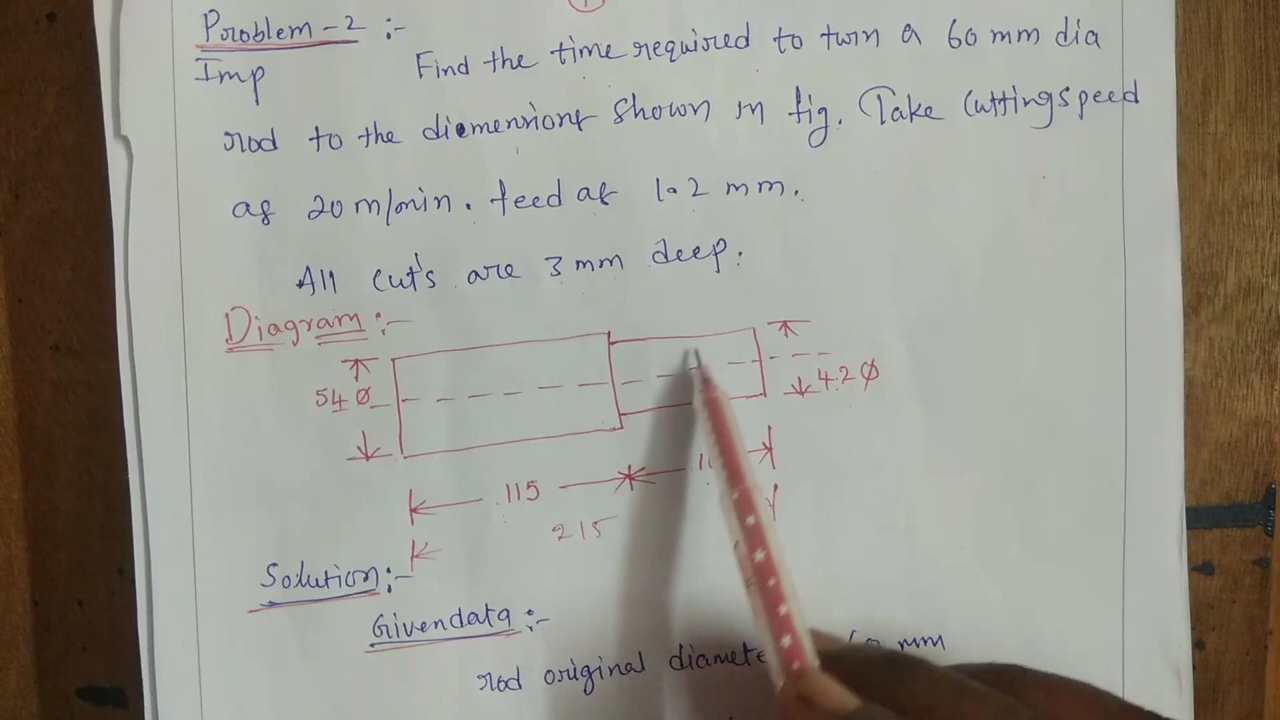 Problem-2 :-
Imp Find the time required to turn a 60 mm dia
rod to the diemensions shown in fig. Take Cuttingspeed
as 20 m/min. feed as 1.2 mm.
All cut's are 3 mm deep.
Diagram:-
54 Ø
42 Ø
115
215
Solution:-
Givendata:-
rod original mm